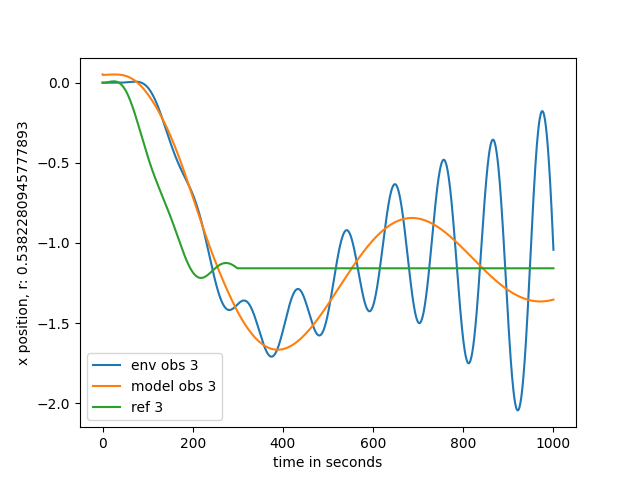 0.0
−0.5
−1.0
−1.5
−2.0
x position, r: 0.5382280945777893
env obs 3
model obs 3
ref 3
0 200 400 600 800 1000
time in seconds